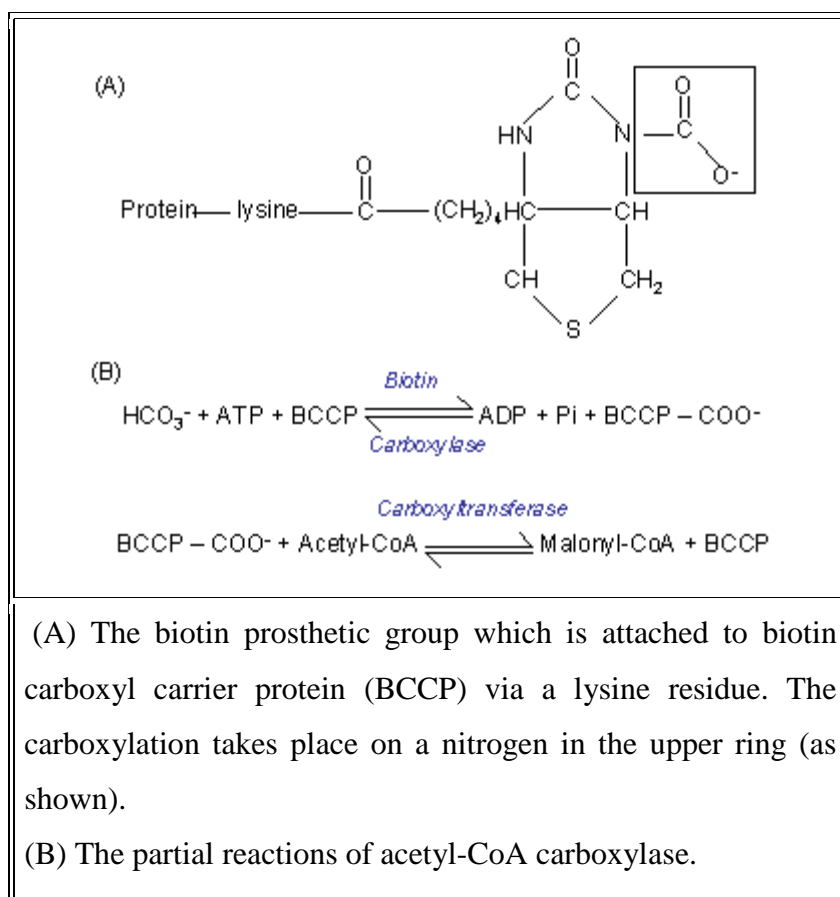 (A)
O
C
HN N C O
O⁻
O
Protein — lysine — C — (CH₂)₄HC — CH
CH CH₂
S
(B)
Biotin
HCO₃⁻ + ATP + BCCP ⇌ ADP + Pi + BCCP – COO⁻
Carboxylase
Carboxyltransferase
BCCP – COO⁻ + Acetyl-CoA ⇌ Malonyl-CoA + BCCP
(A) The biotin prosthetic group which is attached to biotin
carboxyl carrier protein (BCCP) via a lysine residue. The
carboxylation takes place on a nitrogen in the upper ring (as
shown).
(B) The partial reactions of acetyl-CoA carboxylase.